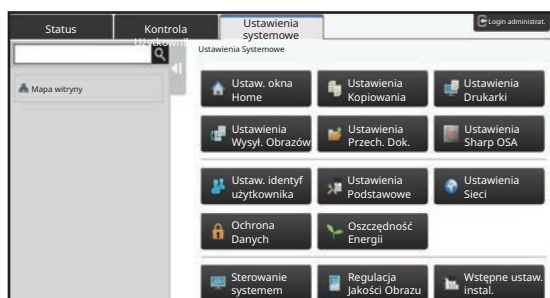 Status
Kontrola
Użytkownika
Ustawienia
systemowe
Login administrat.
Ustawienia Systemowe
Mapa witryny
Ustaw. okna
Home
Ustawienia
Kopiowania
Ustawienia
Drukarki
Ustawienia
Wysył. Obrazów
Ustawienia
Przech. Dok.
Ustawienia
Sharp OSA
Ustaw. identyf
użytkownika
Ustawienia
Podstawowe
Ustawienia
Sieci
Ochrona
Danych
Oszczędność
Energii
Sterowanie
systemem
Regulacja
Jakości Obrazu
Wstępne ustaw.
instal.